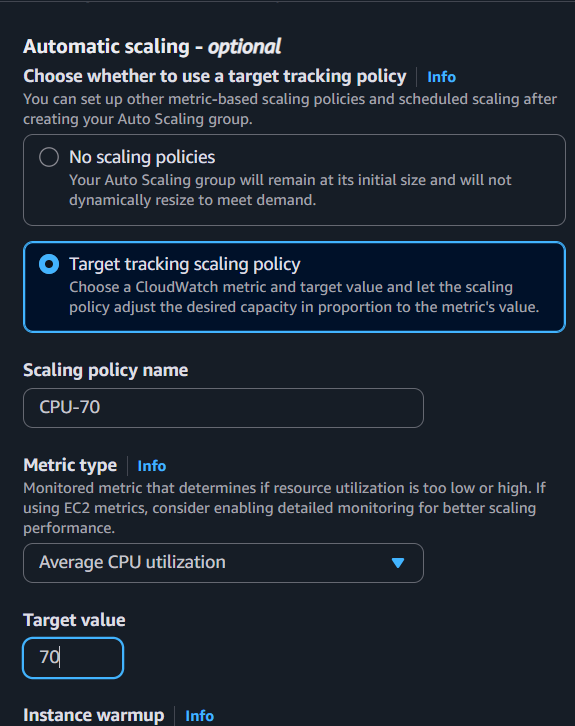 Automatic scaling - optional
Choose whether to use a target tracking policy Info
You can set up other metric-based scaling policies and scheduled scaling after
creating your Auto Scaling group.
No scaling policies
Your Auto Scaling group will remain at its initial size and will not
dynamically resize to meet demand.
Target tracking scaling policy
Choose a CloudWatch metric and target value and let the scaling
policy adjust the desired capacity in proportion to the metric's value.
Scaling policy name
CPU-70
Metric type Info
Monitored metric that determines if resource utilization is too low or high. If
using EC2 metrics, consider enabling detailed monitoring for better scaling
performance.
Average CPU utilization
Target value
70
Instance warmup Info